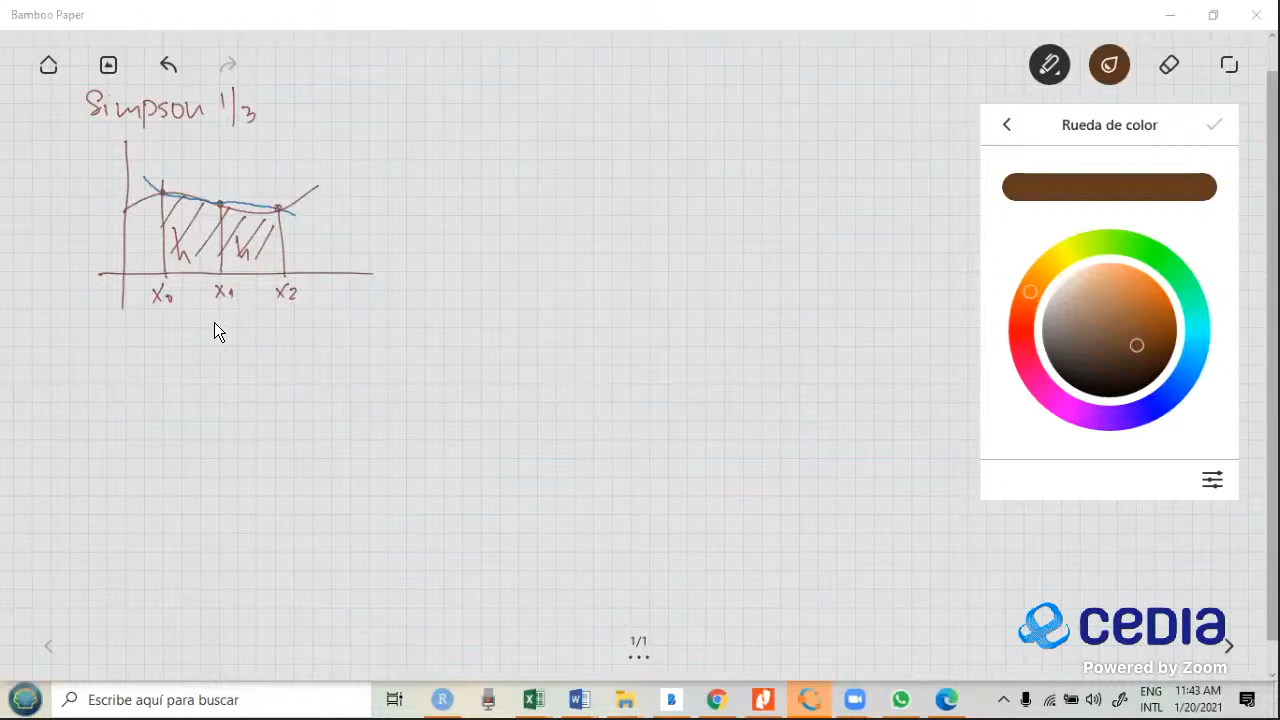 Bamboo Paper
Simpson 1/3
h h
x₀ x₁ x₂
Rueda de color
1/1
cedia
Powered by Zoom
Escribe aquí para buscar
ENG
INTL
11:43 AM
1/20/2021